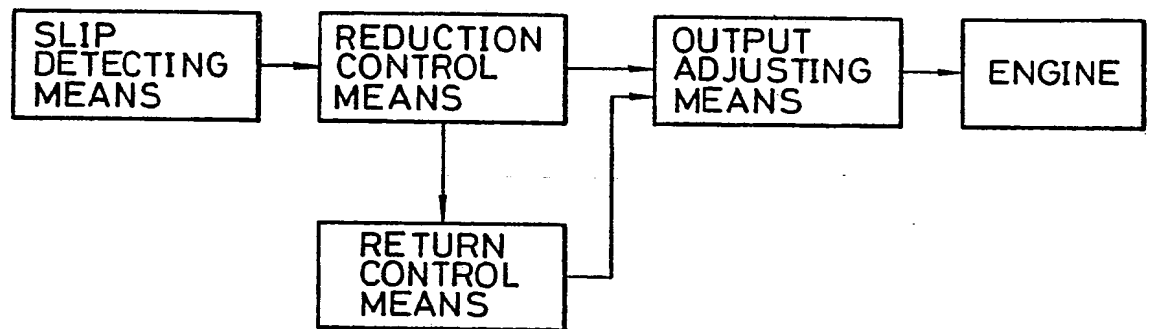 SLIP
DETECTING
MEANS
REDUCTION
CONTROL
MEANS
OUTPUT
ADJUSTING
MEANS
ENGINE
RETURN
CONTROL
MEANS